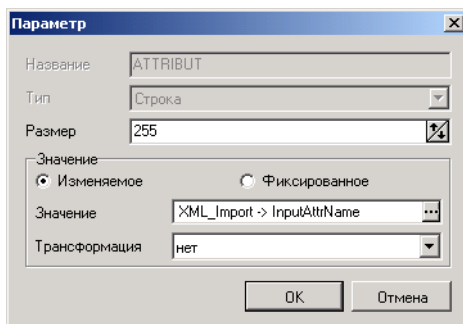 Параметр
Название ATTRIBUT
Тип Строка
Размер 255
Значение
Изменяемое Фиксированное
Значение XML_Import -> InputAttrName ...
Трансформация нет
OK Отмена